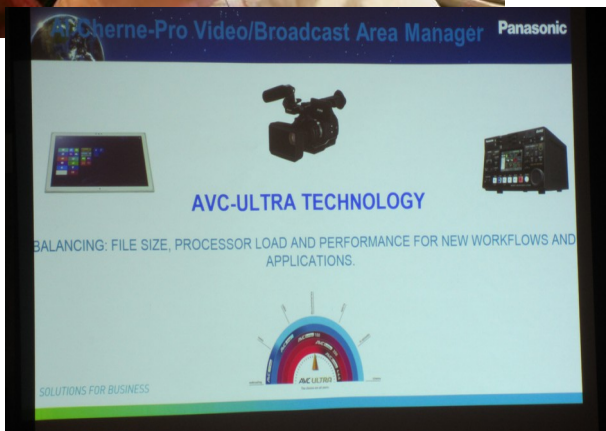 Al Cherne-Pro Video/Broadcast Area Manager
Panasonic
AVC-ULTRA TECHNOLOGY
BALANCING: FILE SIZE, PROCESSOR LOAD AND PERFORMANCE FOR NEW WORKFLOWS AND
APPLICATIONS.
AVC ULTRA
SOLUTIONS FOR BUSINESS